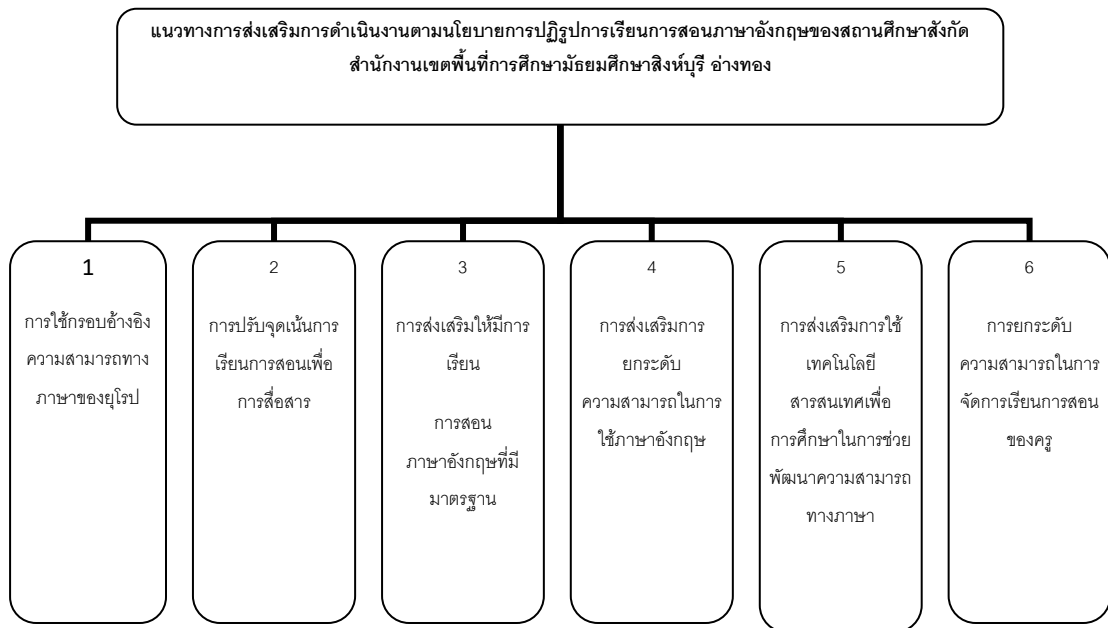 แนวทางการส่งเสริมการดำเนินงานตามนโยบายการปฏิรูปการเรียนการสอนภาษาอังกฤษของสถานศึกษาสังกัด
สำนักงานเขตพื้นที่การศึกษามัธยมศึกษาสิงห์บุรี อ่างทอง
1
การใช้กรอบอ้างอิง
ความสามารถทาง
ภาษาของยุโรป
2
การปรับจุดเน้นการ
เรียนการสอนเพื่อ
การสื่อสาร
3
การส่งเสริมให้มีการ
เรียน
การสอน
ภาษาอังกฤษที่มี
มาตรฐาน
4
การส่งเสริมการ
ยกระดับ
ความสามารถในการ
ใช้ภาษาอังกฤษ
5
การส่งเสริมการใช้
เทคโนโลยี
สารสนเทศเพื่อ
การศึกษาในการช่วย
พัฒนาความสามารถ
ทางภาษา
6
การยกระดับ
ความสามารถในการ
จัดการเรียนการสอน
ของครู